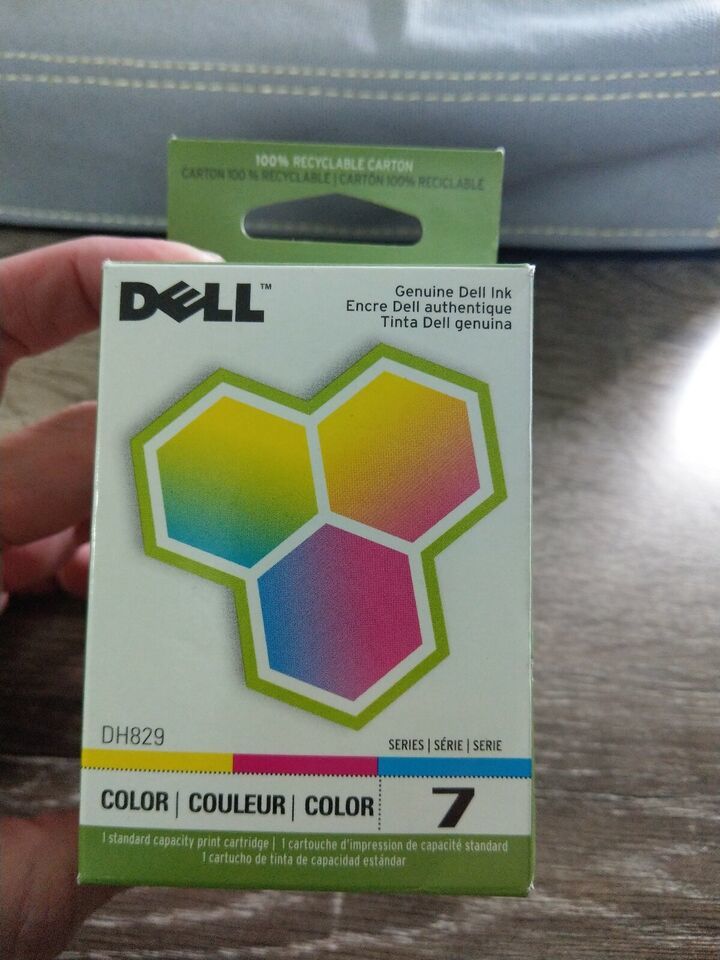 100% RECYCLABLE CARTON
CARTON 100 % RECYCLABLE | CARTÓN 100% RECICLABLE
DELL™
Genuine Dell Ink
Encre Dell authentique
Tinta Dell genuina
DH829
SERIES | SÉRIE | SERIE
COLOR | COULEUR | COLOR
7
1 standard capacity print cartridge | 1 cartouche d'impression de capacité standard
1 cartucho de tinta de capacidad estándar